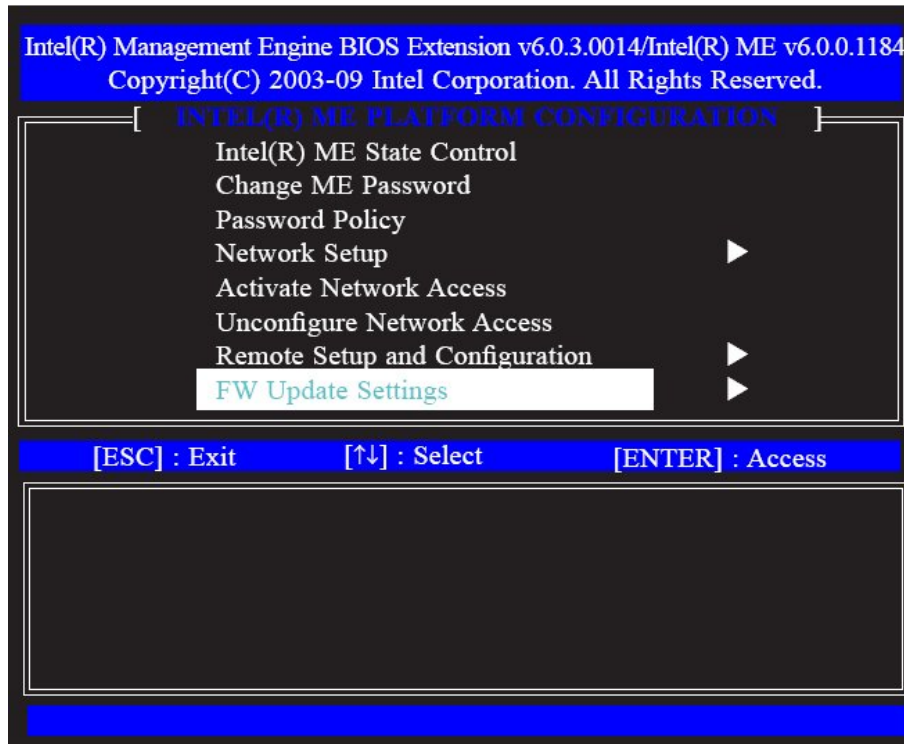 Intel(R) Management Engine BIOS Extension v6.0.3.0014/Intel(R) ME v6.0.0.1184
Copyright(C) 2003-09 Intel Corporation. All Rights Reserved.
[ INTEL(R) ME PLATFORM CONFIGURATION ]
Intel(R) ME State Control
Change ME Password
Password Policy
Network Setup ▶
Activate Network Access
Unconfigure Network Access
Remote Setup and Configuration ▶
FW Update Settings ▶
[ESC] : Exit [↑↓] : Select [ENTER] : Access